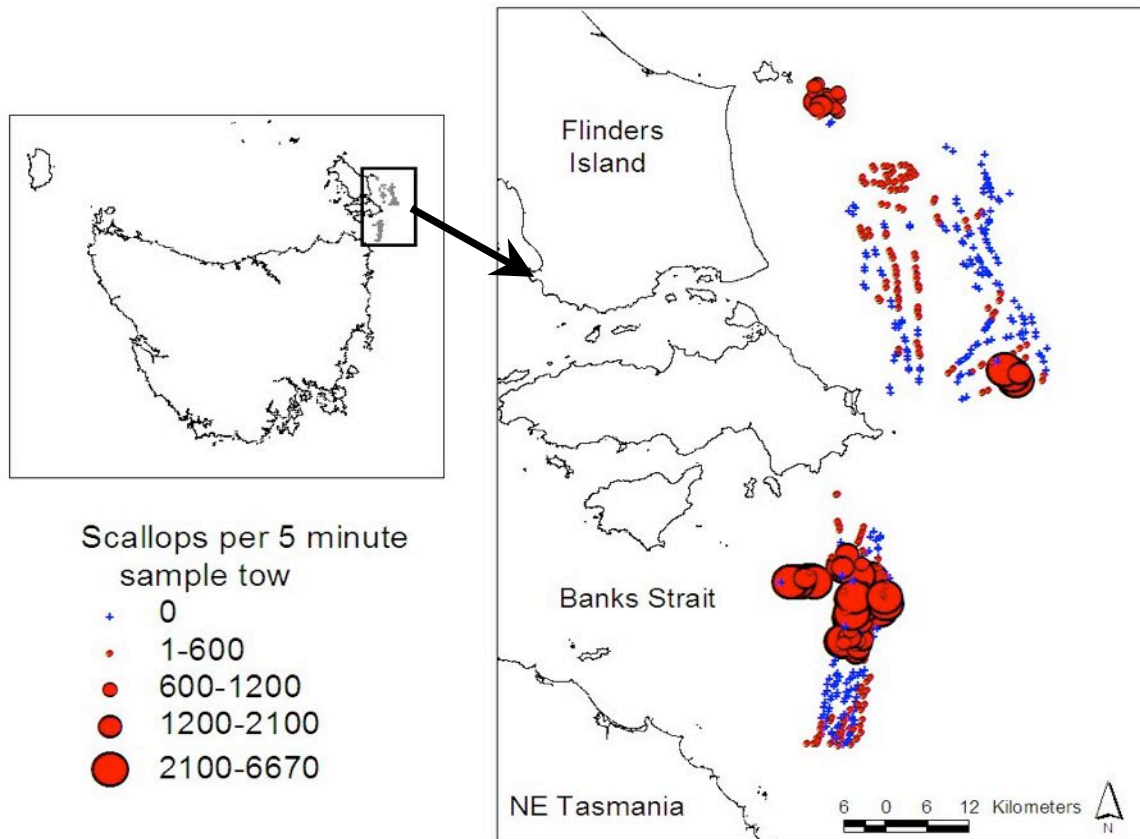 Flinders
Island
Scallops per 5 minute
sample tow
0
1-600
600-1200
1200-2100
2100-6670
Banks Strait
NE Tasmania
6 0 6 12 Kilometers
N